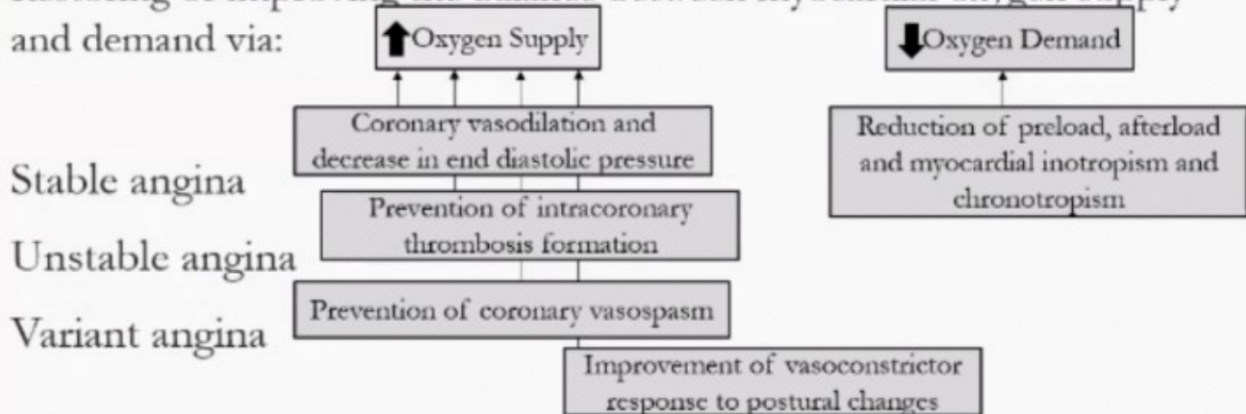 and demand via:
Oxygen Supply
Oxygen Demand
Coronary vasodilation and
decrease in end diastolic pressure
Reduction of preload, afterload
and myocardial inotropism and
chronotropism
Stable angina
Prevention of intracoronary
thrombosis formation
Unstable angina
Prevention of coronary vasospasm
Variant angina
Improvement of vasoconstrictor
response to postural changes